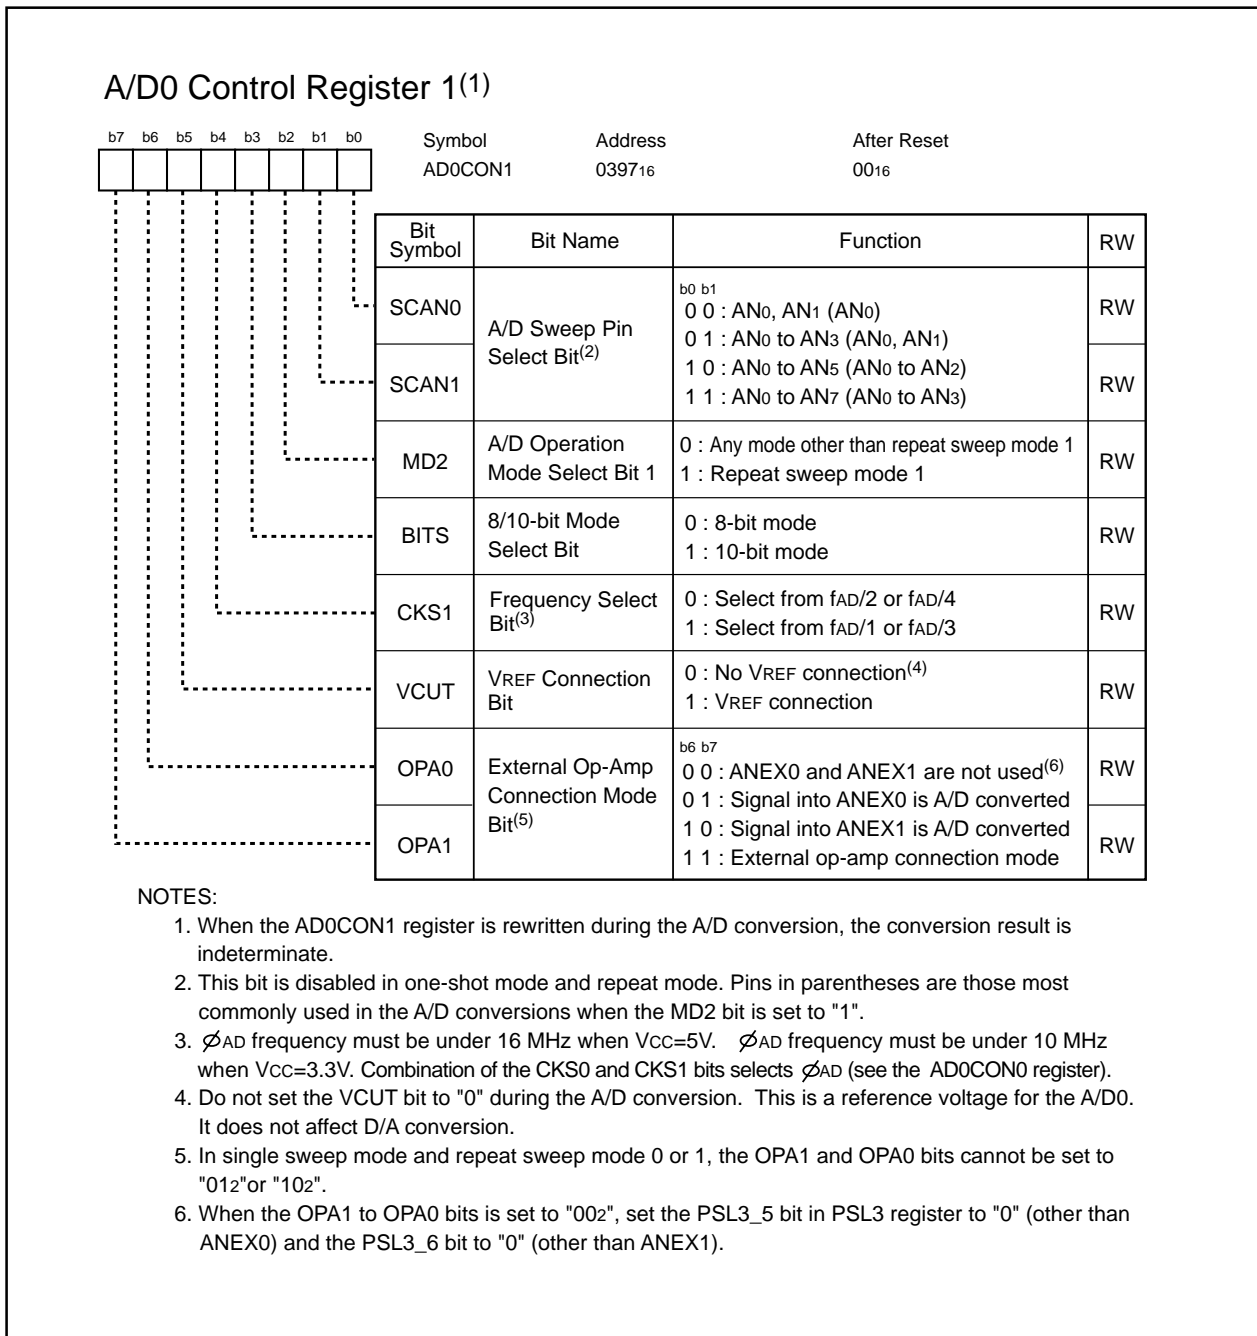 A/D0 Control Register 1(1)
b7 b6 b5 b4 b3 b2 b1 b0
Symbol Address After Reset
AD0CON1 039716 0016
Bit Symbol Bit Name Function RW
SCAN0
SCAN1
A/D Sweep Pin
Select Bit(2)
b0 b1
0 0 : AN0, AN1 (AN0)
0 1 : AN0 to AN3 (AN0, AN1)
1 0 : AN0 to AN5 (AN0 to AN2)
1 1 : AN0 to AN7 (AN0 to AN3)
RW
RW
MD2
A/D Operation
Mode Select Bit 1
0 : Any mode other than repeat sweep mode 1
1 : Repeat sweep mode 1
RW
BITS
8/10-bit Mode
Select Bit
0 : 8-bit mode
1 : 10-bit mode
RW
CKS1
Frequency Select
Bit(3)
0 : Select from fAD/2 or fAD/4
1 : Select from fAD/1 or fAD/3
RW
VCUT
VREF Connection
Bit
0 : No VREF connection(4)
1 : VREF connection
RW
OPA0
OPA1
External Op-Amp
Connection Mode
Bit(5)
b6 b7
0 0 : ANEX0 and ANEX1 are not used(6)
0 1 : Signal into ANEX0 is A/D converted
1 0 : Signal into ANEX1 is A/D converted
1 1 : External op-amp connection mode
RW
RW
NOTES:
1. When the AD0CON1 register is rewritten during the A/D conversion, the conversion result is
indeterminate.
2. This bit is disabled in one-shot mode and repeat mode. Pins in parentheses are those most
commonly used in the A/D conversions when the MD2 bit is set to "1".
3. ØAD frequency must be under 16 MHz when VCC=5V. ØAD frequency must be under 10 MHz
when VCC=3.3V. Combination of the CKS0 and CKS1 bits selects ØAD (see the AD0CON0 register).
4. Do not set the VCUT bit to "0" during the A/D conversion. This is a reference voltage for the A/D0.
It does not affect D/A conversion.
5. In single sweep mode and repeat sweep mode 0 or 1, the OPA1 and OPA0 bits cannot be set to
"012"or "102".
6. When the OPA1 to OPA0 bits is set to "002", set the PSL3_5 bit in PSL3 register to "0" (other than
ANEX0) and the PSL3_6 bit to "0" (other than ANEX1).